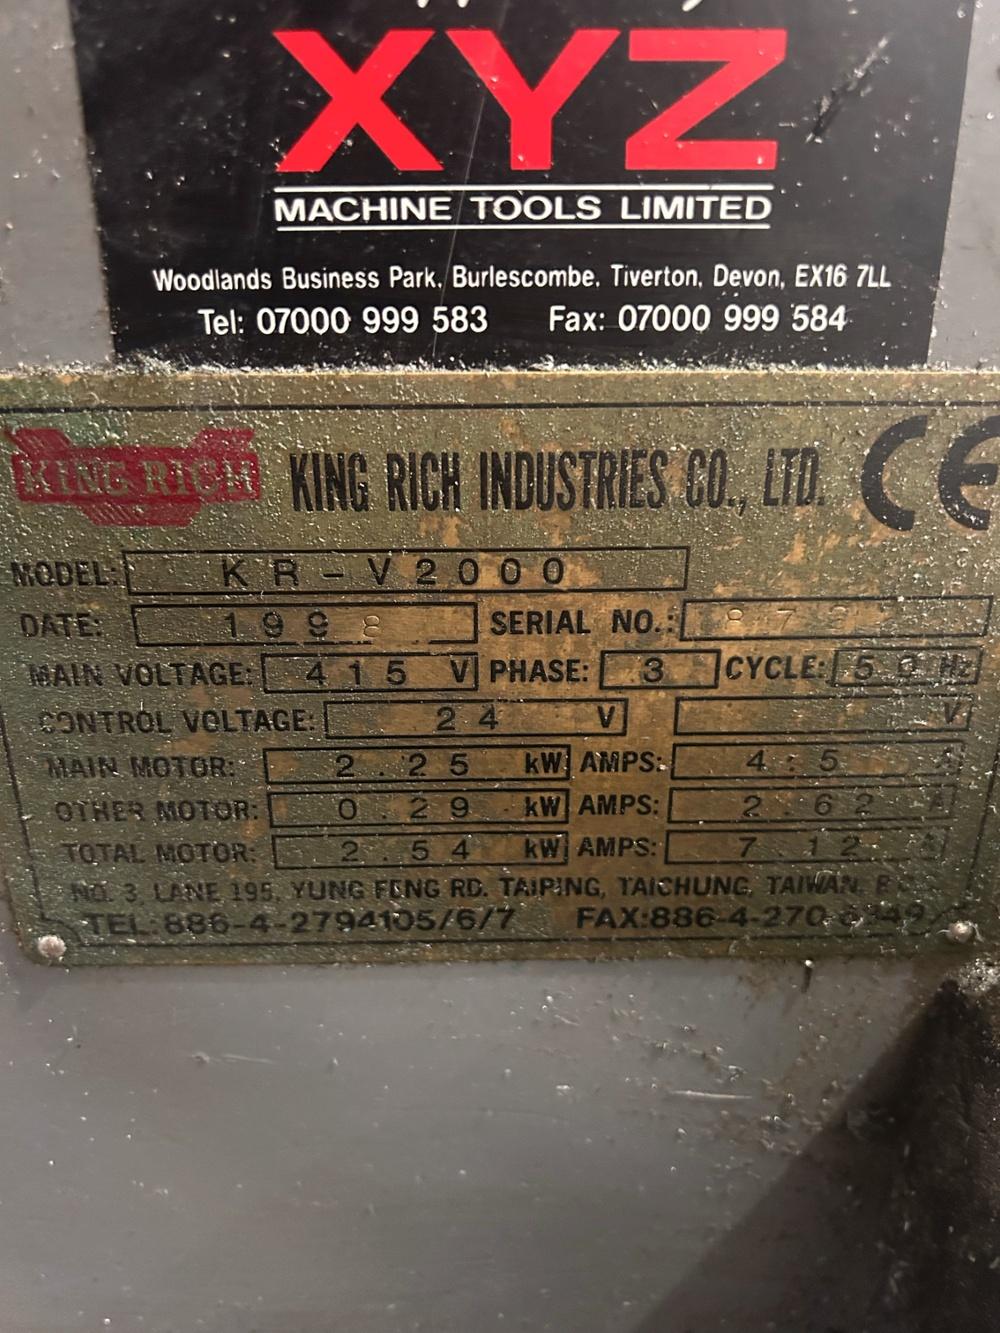 XYZ
MACHINE TOOLS LIMITED
Woodlands Business Park, Burlescombe, Tiverton, Devon, EX16 7LL
Tel: 07000 999 583 Fax: 07000 999 584
KING RICH KING RICH INDUSTRIES CO., LTD. CE
MODEL: KR-V2000
DATE: 1998 SERIAL NO.:
MAIN VOLTAGE: 415 V PHASE: 3 CYCLE: 50 Hz
CONTROL VOLTAGE: 24 V V
MAIN MOTOR: 2.25 kW AMPS: 4.5 A
OTHER MOTOR: 0.29 kW AMPS: 2.62 A
TOTAL MOTOR: 2.54 kW AMPS: 7.12 A
NO. 3, LANE 195, YUNG FENG RD. TAIPING, TAICHUNG, TAIWAN
TEL:886-4-2794105/6/7 FAX: